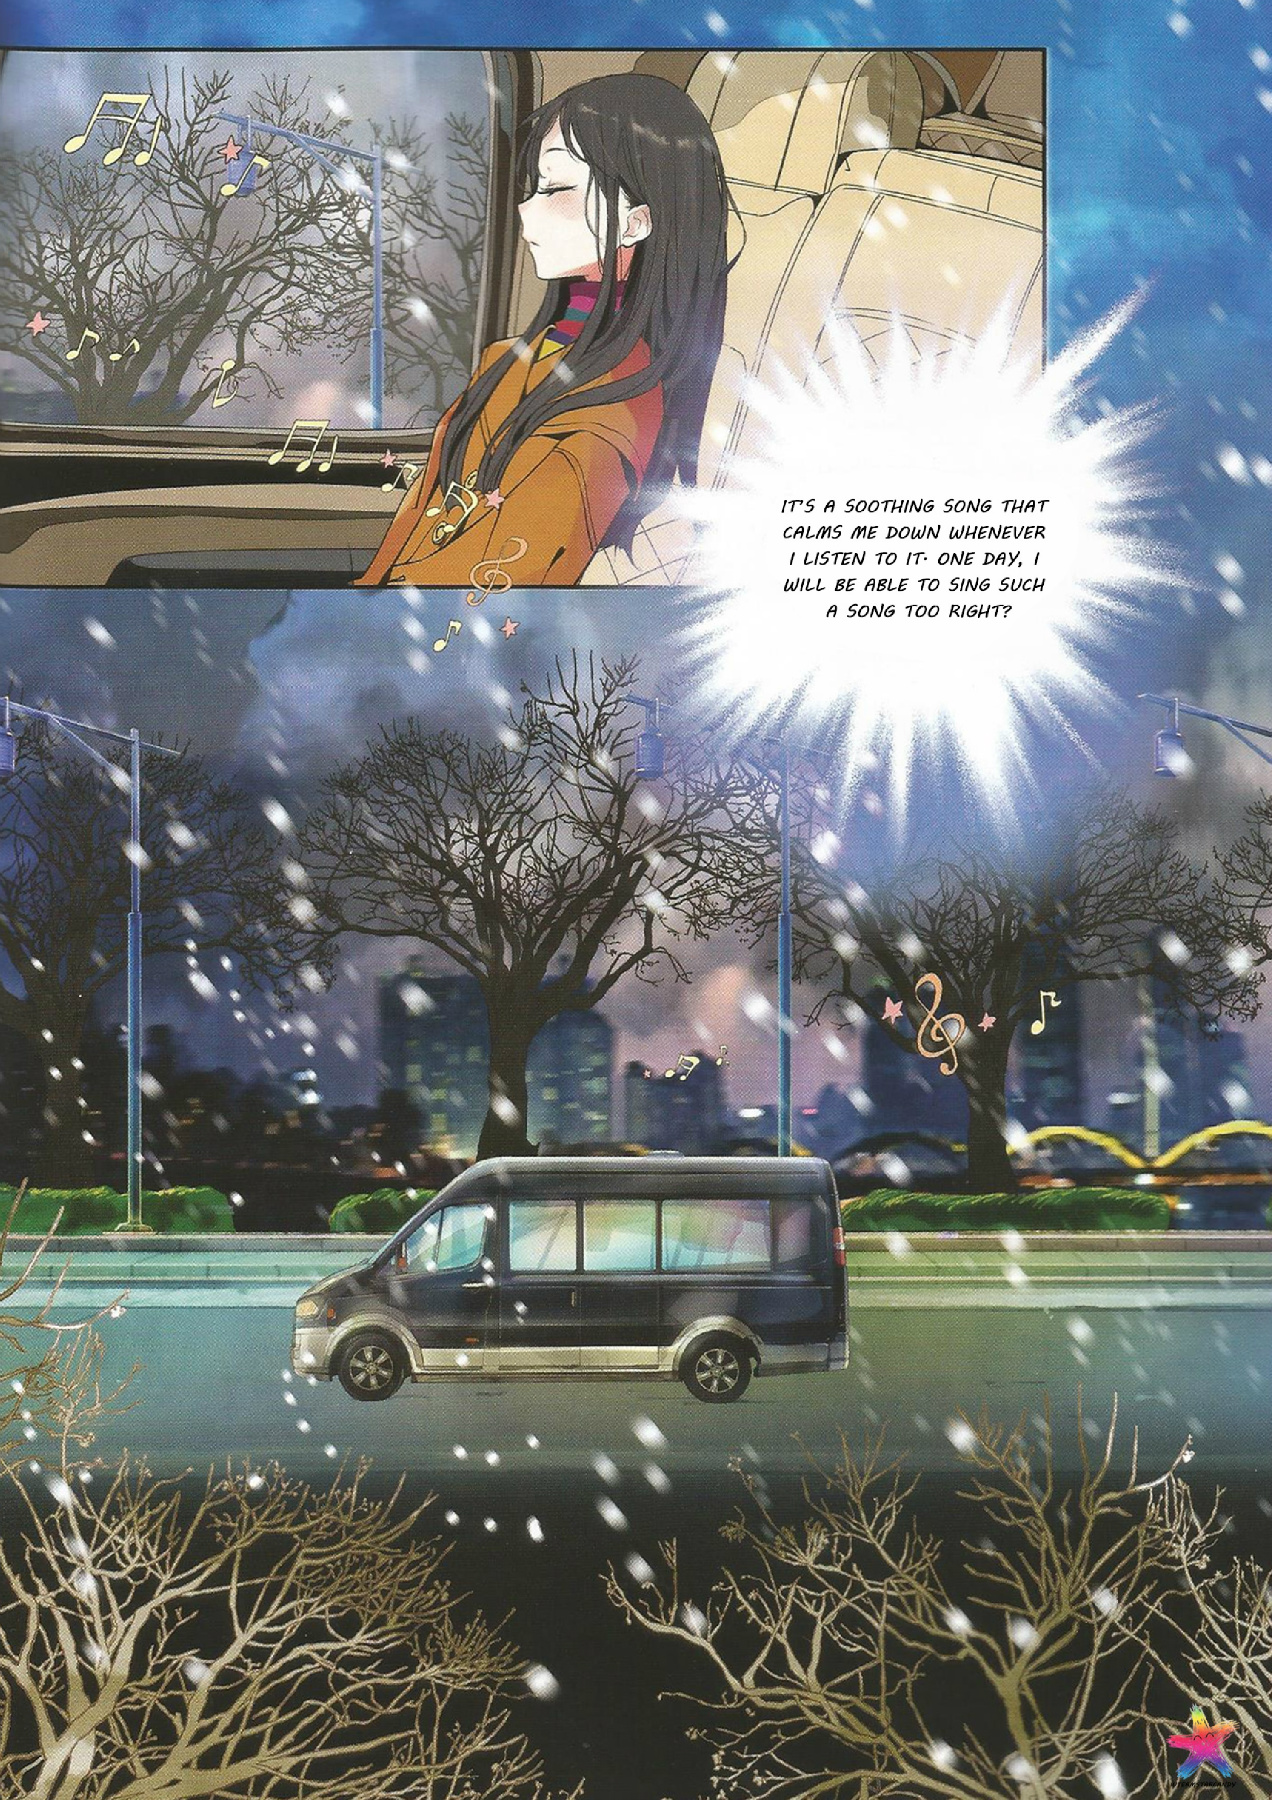 IT'S A SOOTHING SONG THAT
CALMS ME DOWN WHENEVER
I LISTEN TO IT. ONE DAY, I
WILL BE ABLE TO SING SUCH
A SONG TOO RIGHT?